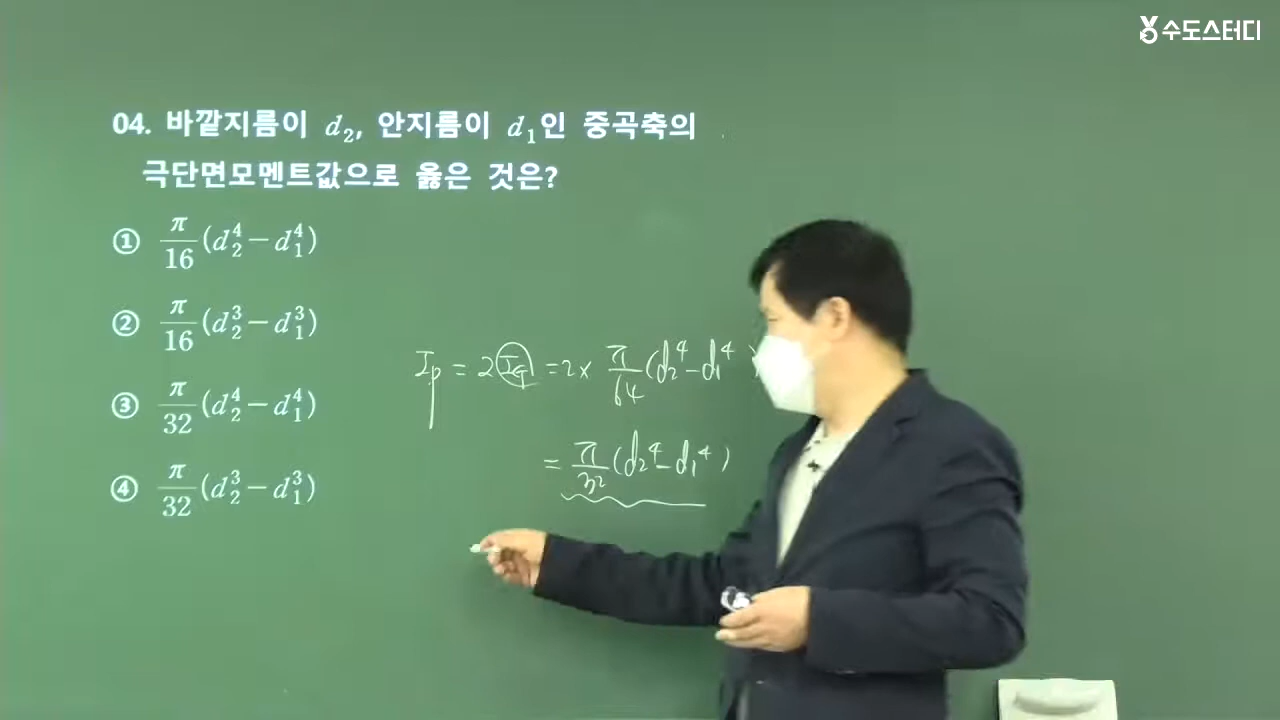 수도스터디
04. 바깥지름이 d₂, 안지름이 d₁인 중곡축의
극단면모멘트값으로 옳은 것은?
① π/16 (d₂⁴ − d₁⁴)
② π/16 (d₂³ − d₁³)
③ π/32 (d₂⁴ − d₁⁴)
④ π/32 (d₂³ − d₁³)
Ip = 2 IG = 2 × π/64 (d₂⁴ − d₁⁴)
= π/32 (d₂⁴ − d₁⁴)